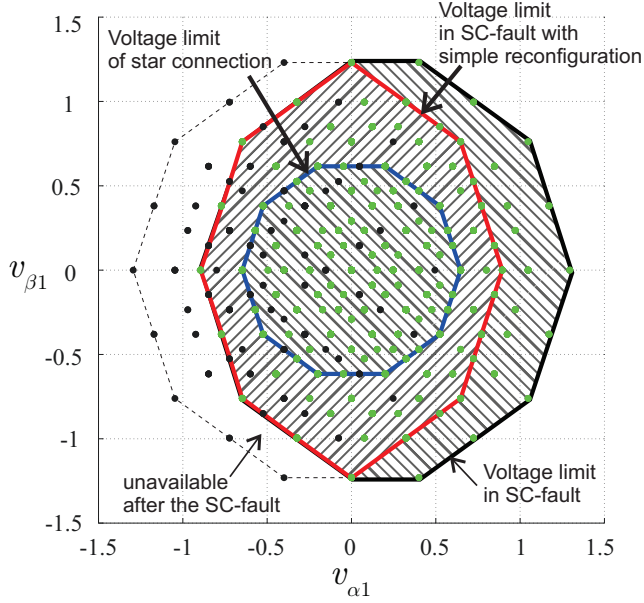 Voltage limit
of star connection
Voltage limit
in SC-fault with
simple reconfiguration
1.5
1
0.5
0
-0.5
-1
-1.5
vβ1
unavailable
after the SC-fault
Voltage limit
in SC-fault
-1.5 -1 -0.5 0 0.5 1 1.5
vα1